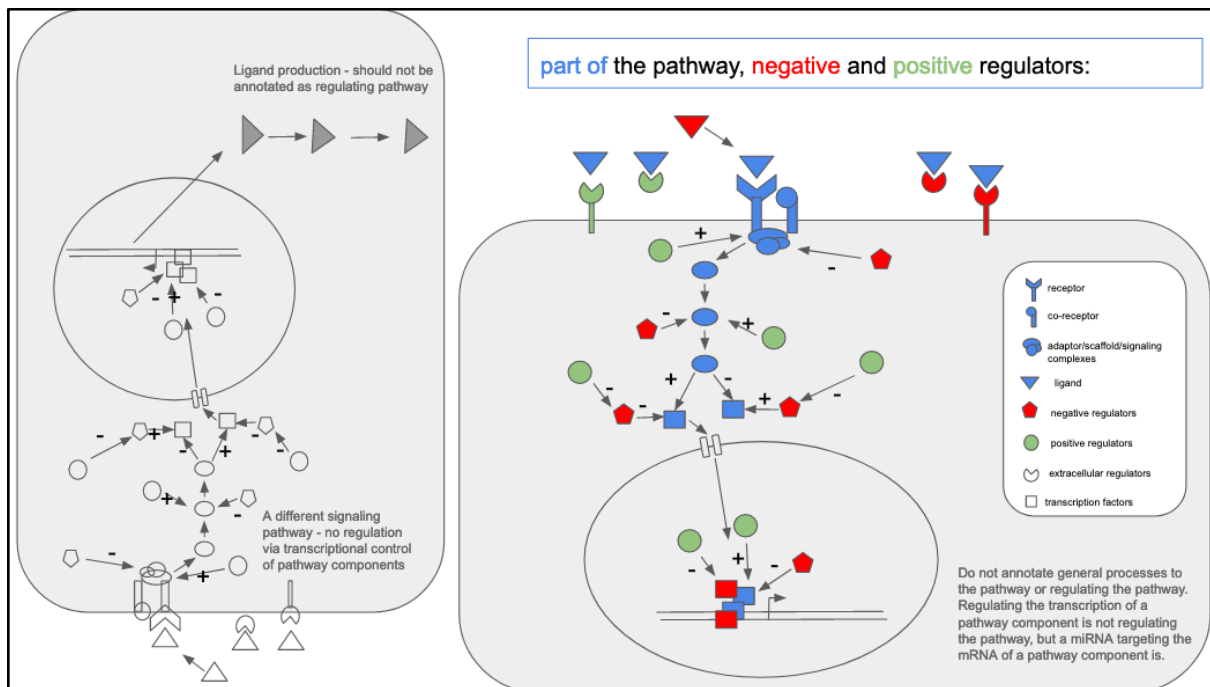 Ligand production - should not be
annotated as regulating pathway
part of the pathway, negative and positive regulators:
+
-
-
+
-
+
-
+
-
-
+
-
receptor
co-receptor
adaptor/scaffold/signaling
complexes
ligand
negative regulators
positive regulators
extracellular regulators
transcription factors
-
+
-
-
+
-
+
-
+
-
-
+
A different signaling
pathway - no regulation
via transcriptional control
of pathway components
-
+
-
Do not annotate general processes to
the pathway or regulating the pathway.
Regulating the transcription of a
pathway component is not regulating
the pathway, but a miRNA targeting the
mRNA of a pathway component is.